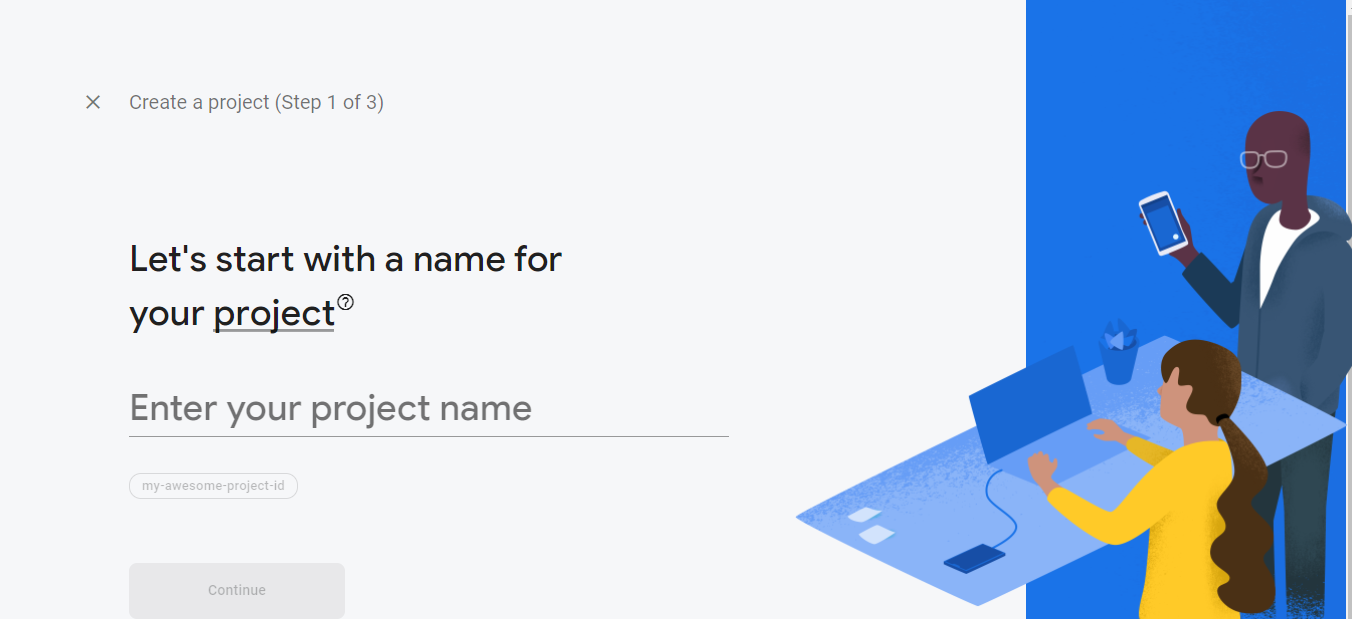 Create a project (Step 1 of 3)
Let's start with a name for
your project
Enter your project name
my-awesome-project-id
Continue